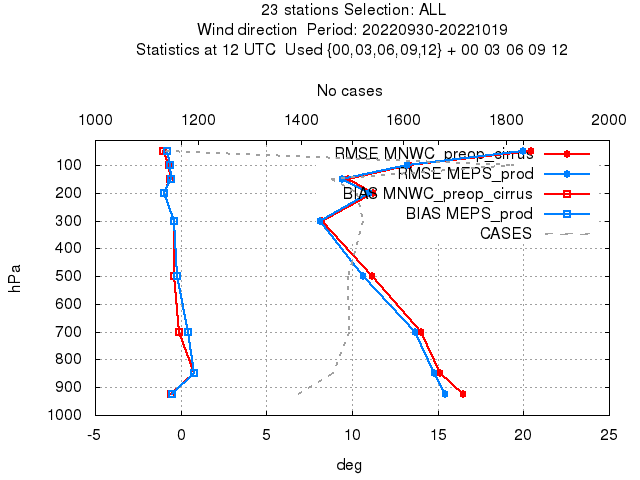 23 stations Selection: ALL
Wind direction  Period: 20220930-20221019
Statistics at 12 UTC  Used {00,03,06,09,12} + 00 03 06 09 12
No cases
1000 1200 1400 1600 1800 2000
RMSE MNWC_preop_cirrus
RMSE MEPS_prod
BIAS MNWC_preop_cirrus
BIAS MEPS_prod
CASES
hPa
100
200
300
400
500
600
700
800
900
1000
-5 0 5 10 15 20 25
deg